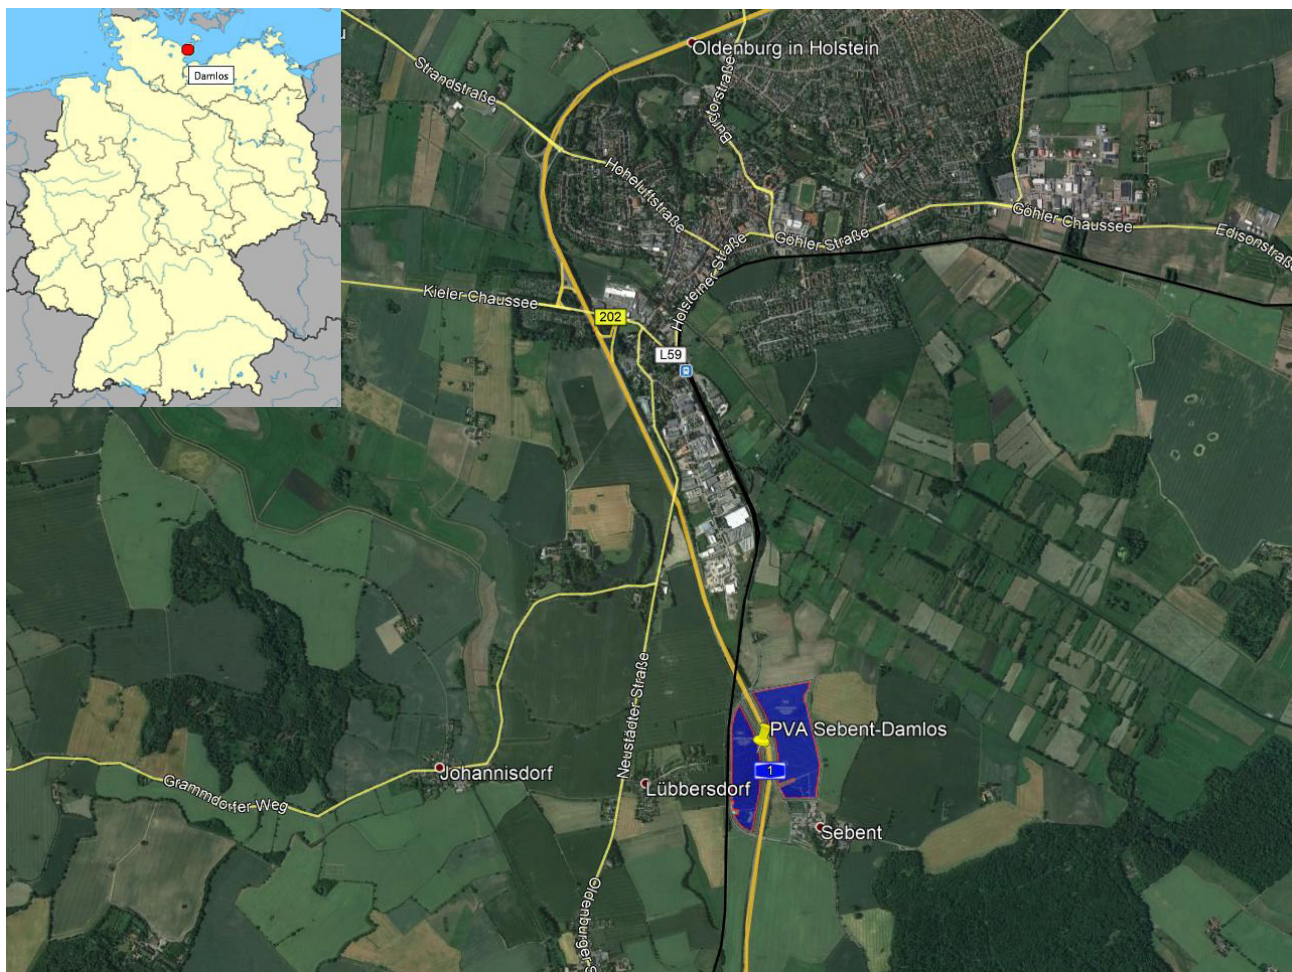 Damlos
u
Oldenburg in Holstein
Strandstraße
Burgtorstraße
Hoheluftstraße
Göhler Chaussee
Edisonstraße
Göhler Straße
Holsteiner Straße
Kieler Chaussee
202
L59
PVA Sebent-Damlos
Neustädter Straße
1
Johannisdorf
Lübbersdorf
Grammdorfer Weg
Sebent
Oldenburger S